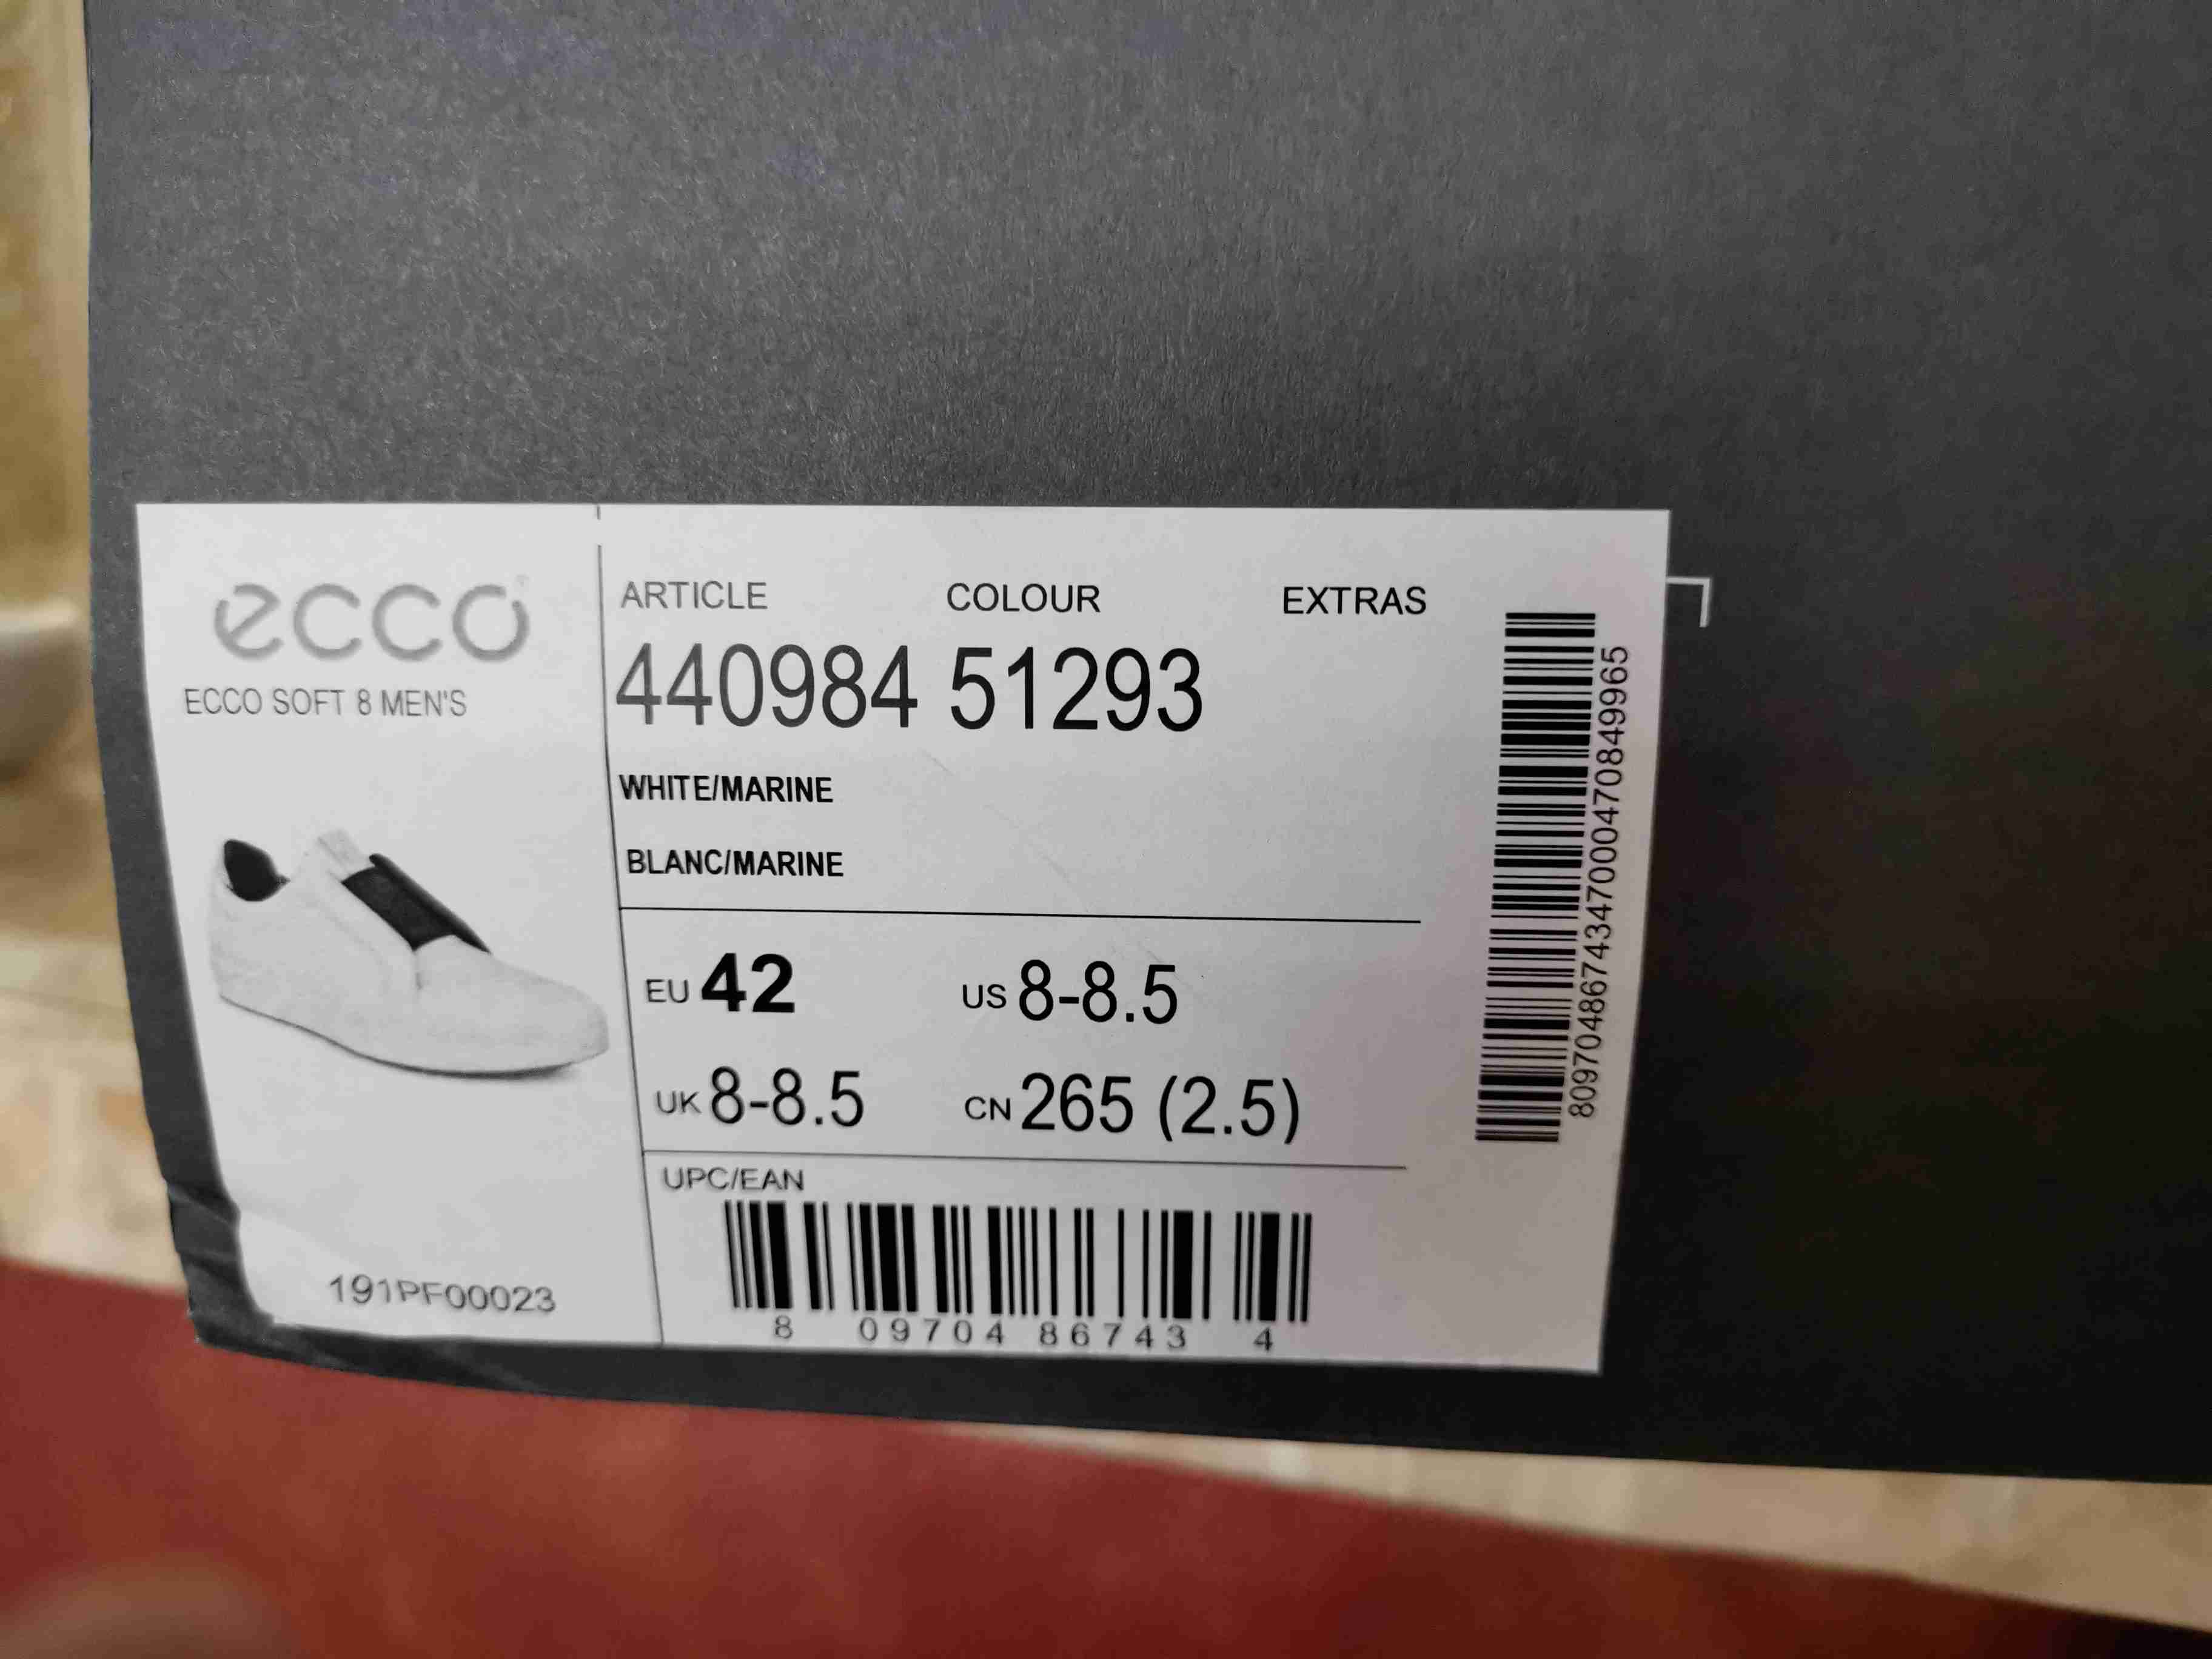 ecco
ECCO SOFT 8 MEN'S
191PF00023
ARTICLE COLOUR EXTRAS
440984 51293
WHITE/MARINE
BLANC/MARINE
EU 42 US 8-8.5
UK 8-8.5 CN 265 (2.5)
UPC/EAN
8 09704 86743 4
80970486743470004708499​65